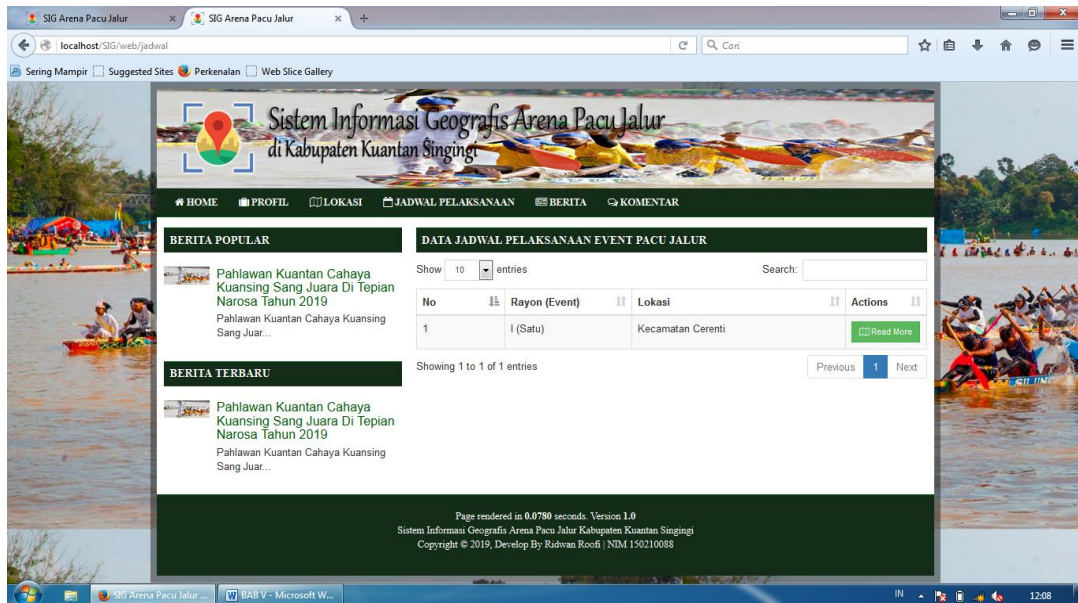 SIG Arena Pacu Jalur
SIG Arena Pacu Jalur
localhost/SIG/web/jadwal
Cari
Sering Mampir Suggested Sites Perkenalan Web Slice Gallery
Sistem Informasi Geografis Arena Pacu Jalur
di Kabupaten Kuantan Singingi
HOME PROFIL LOKASI JADWAL PELAKSANAAN BERITA KOMENTAR
BERITA POPULAR
Pahlawan Kuantan Cahaya
Kuansing Sang Juara Di Tepian
Narosa Tahun 2019
Pahlawan Kuantan Cahaya Kuansing
Sang Juar...
BERITA TERBARU
Pahlawan Kuantan Cahaya
Kuansing Sang Juara Di Tepian
Narosa Tahun 2019
Pahlawan Kuantan Cahaya Kuansing
Sang Juar...
DATA JADWAL PELAKSANAAN EVENT PACU JALUR
Show 10 entries Search:
No Rayon (Event) Lokasi Actions
1 I (Satu) Kecamatan Cerenti Read More
Showing 1 to 1 of 1 entries Previous 1 Next
Page rendered in 0.0780 seconds. Version 1.0
Sistem Informasi Geografis Arena Pacu Jalur Kabupaten Kuantan Singingi
Copyright © 2019, Develop By Ridwan Roofi | NIM 150210088
SIG Arena Pacu Jalur ... BAB V - Microsoft W... IN 12:08